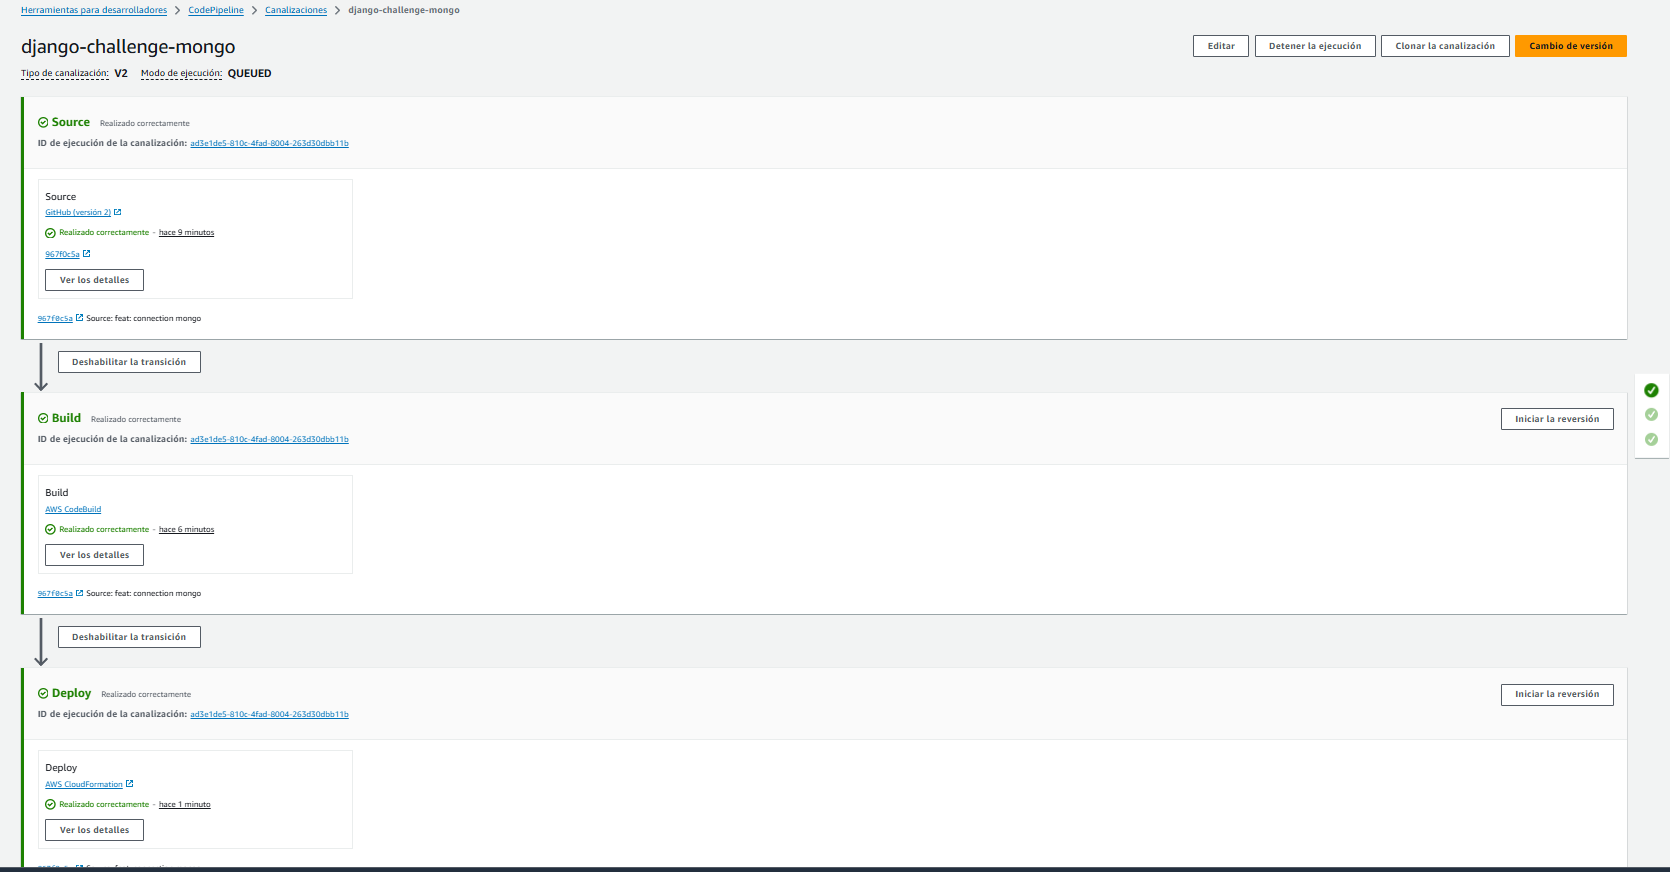 Herramientas para desarrolladores > CodePipeline > Canalizaciones > django-challenge-mongo
django-challenge-mongo
Editar
Detener la ejecución
Clonar la canalización
Cambio de versión
Tipo de canalización: V2 Modo de ejecución: QUEUED
Source Realizado correctamente
ID de ejecución de la canalización: ad3e1de5-810c-4fad-8004-263d30dbb11b
Source
GitHub (versión 2)
Realizado correctamente - hace 9 minutos
967f0c5a
Ver los detalles
967f0c5a Source: feat: connection mongo
Deshabilitar la transición
Build Realizado correctamente
Iniciar la reversión
ID de ejecución de la canalización: ad3e1de5-810c-4fad-8004-263d30dbb11b
Build
AWS CodeBuild
Realizado correctamente - hace 6 minutos
Ver los detalles
967f0c5a Source: feat: connection mongo
Deshabilitar la transición
Deploy Realizado correctamente
Iniciar la reversión
ID de ejecución de la canalización: ad3e1de5-810c-4fad-8004-263d30dbb11b
Deploy
AWS CloudFormation
Realizado correctamente - hace 1 minuto
Ver los detalles